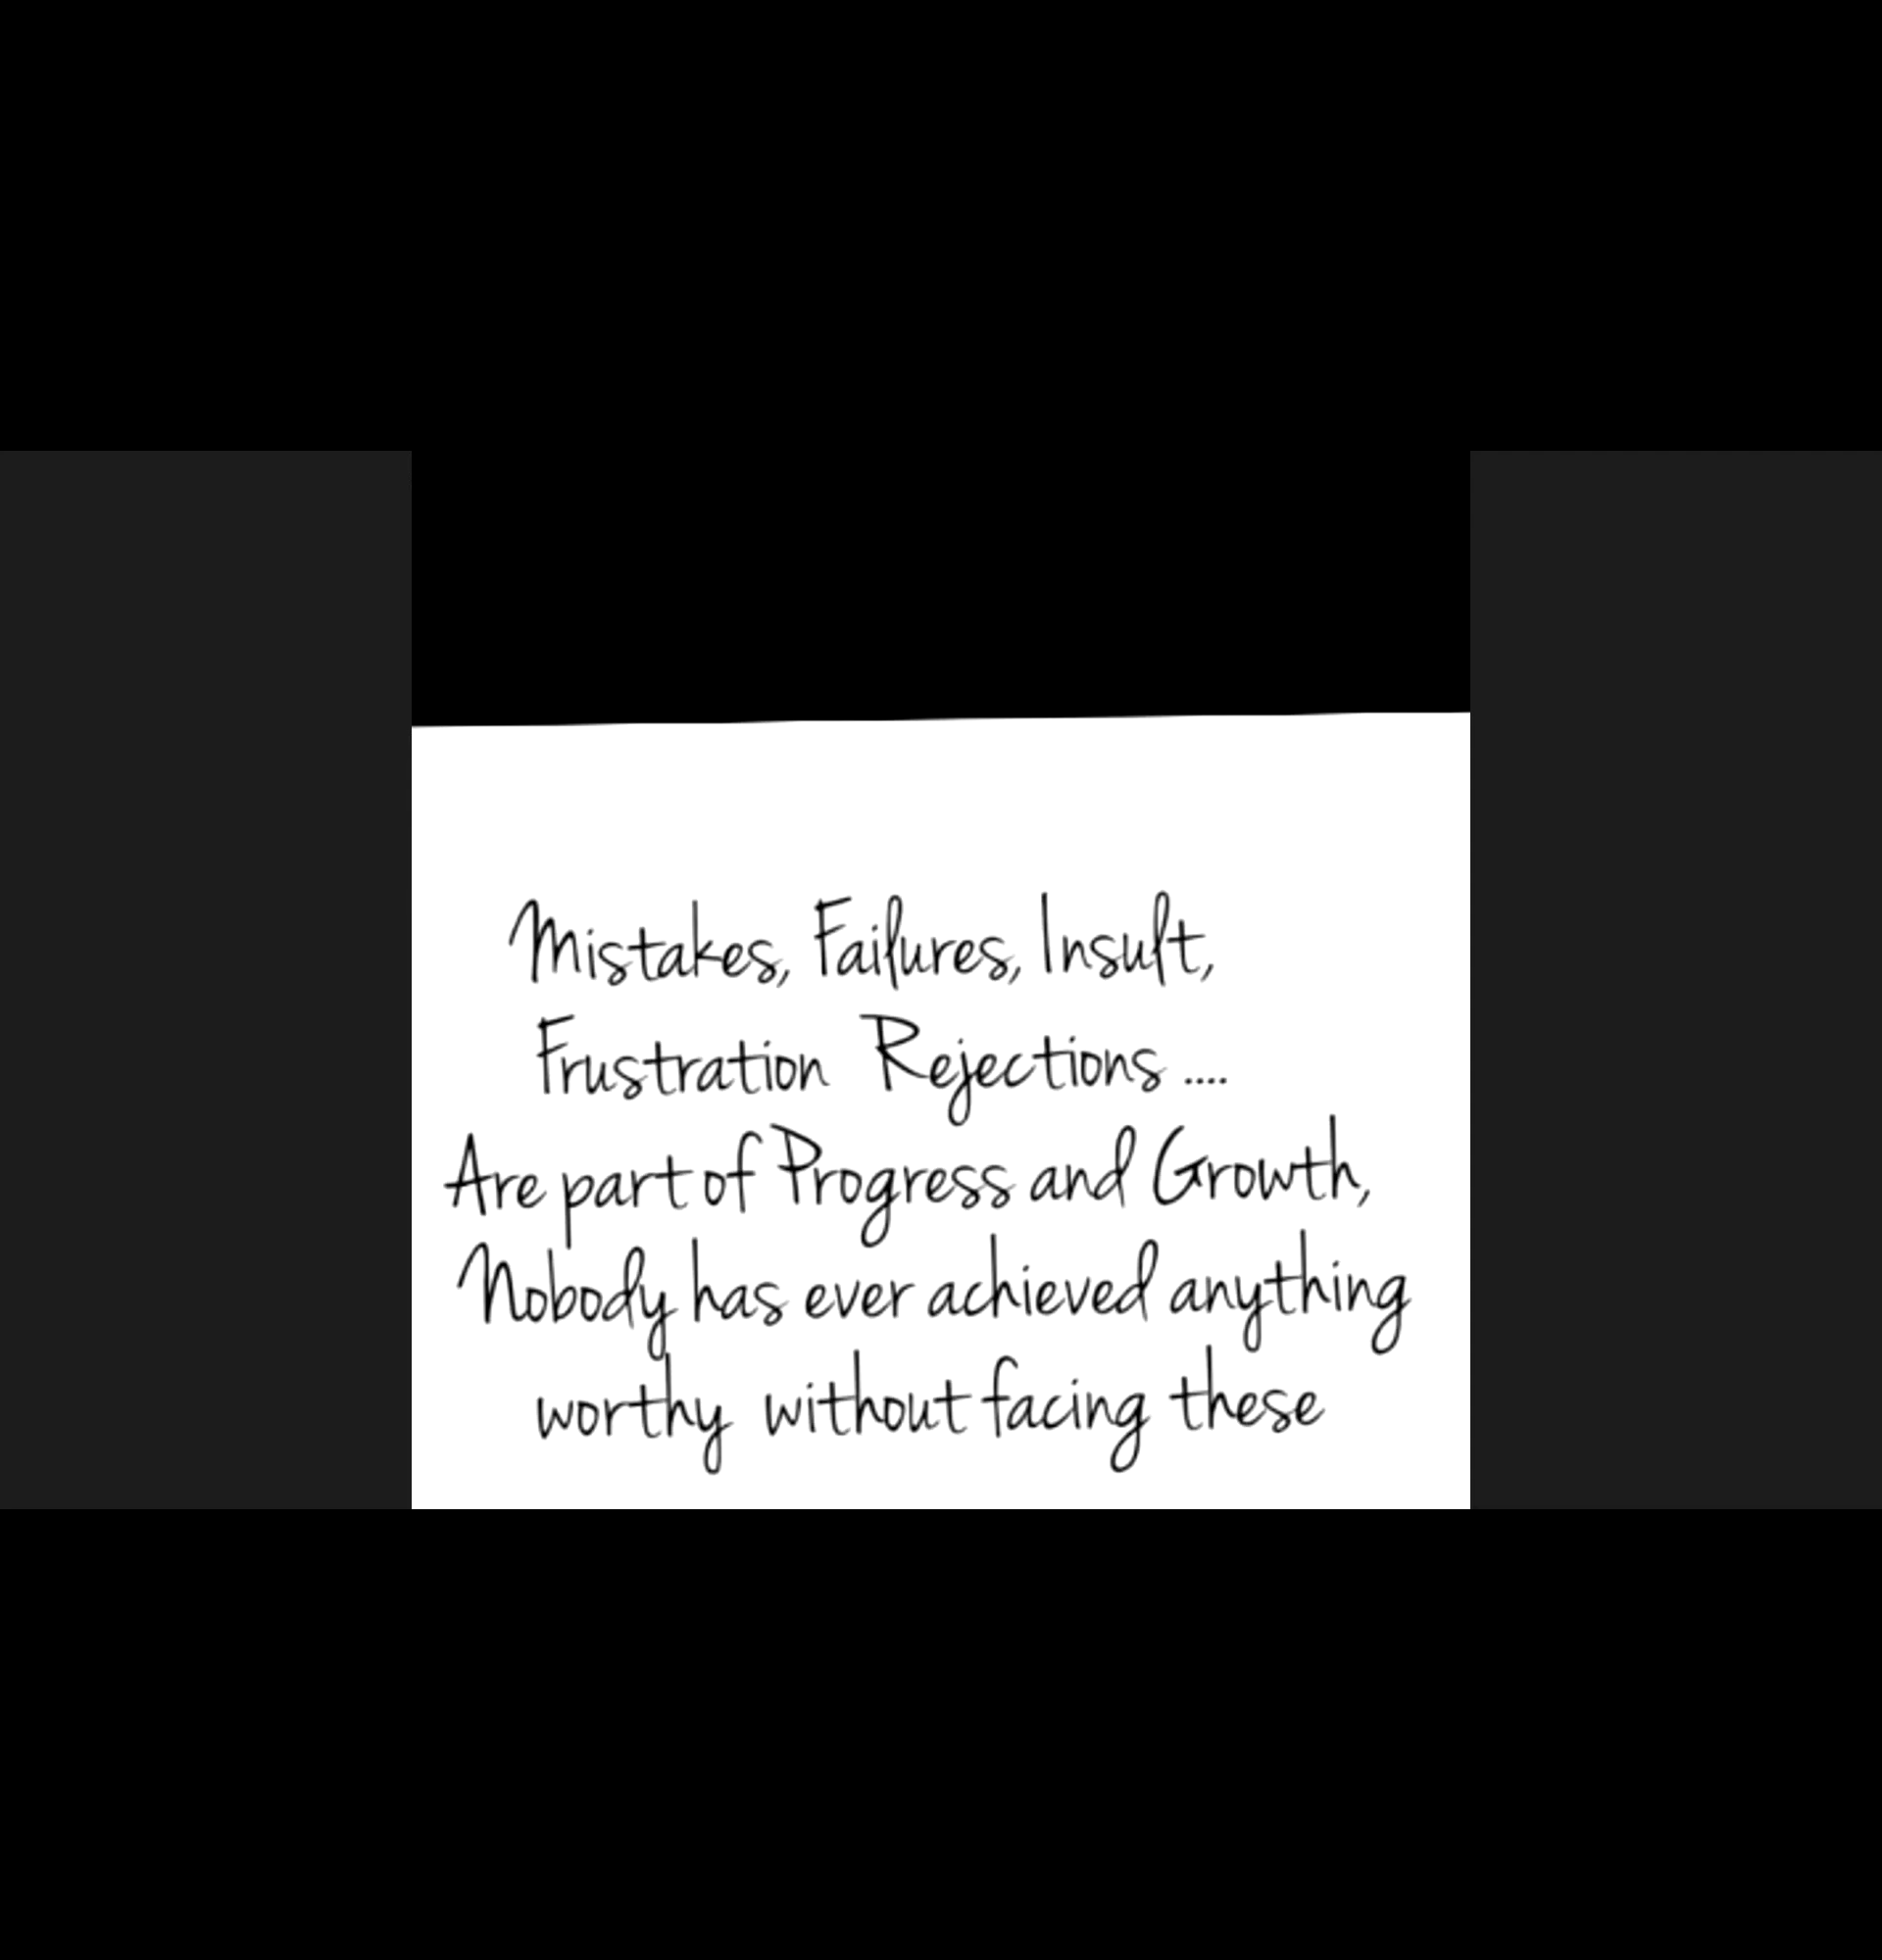 Mistakes, Failures, Insult,
Frustration Rejections ....
Are part of Progress and Growth,
Nobody has ever achieved anything
worthy without facing these